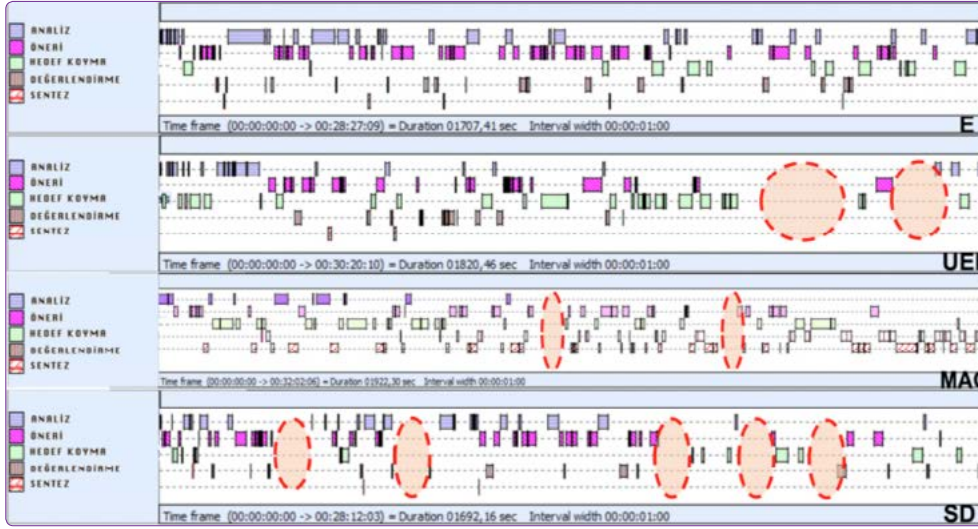 ANALİZ
ÖNERİ
HEDEF KOYMA
DEĞERLENDİRME
SENTEZ
Time frame (00:00:00:00 -> 00:28:27:09) = Duration 01707,41 sec Interval width 00:00:01:00
E
ANALİZ
ÖNERİ
HEDEF KOYMA
DEĞERLENDİRME
SENTEZ
Time frame (00:00:00:00 -> 00:30:20:10) = Duration 01820,46 sec Interval width 00:00:01:00
UE
ANALİZ
ÖNERİ
HEDEF KOYMA
DEĞERLENDİRME
SENTEZ
Time frame (00:00:00:00 -> 00:32:02:06) = Duration 01922,30 sec Interval width 00:00:01:00
MA
ANALİZ
ÖNERİ
HEDEF KOYMA
DEĞERLENDİRME
SENTEZ
Time frame (00:00:00:00 -> 00:28:12:03) = Duration 01692,16 sec Interval width 00:00:01:00
SD